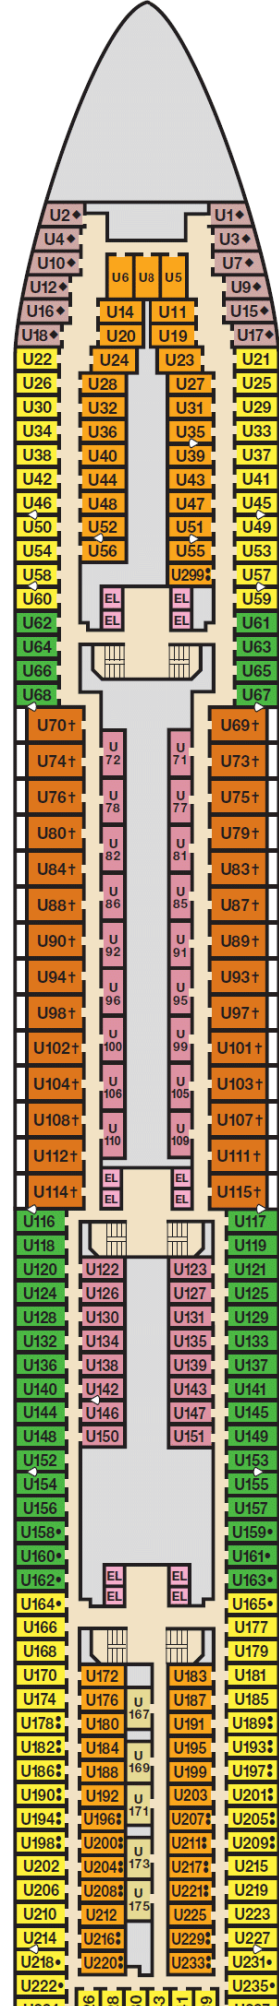 U2◆ U1◆
U4◆ U3◆
U10◆ U6 U8 U5 U7◆
U12◆ U9◆
U16◆ U14 U11 U15◆
U18◆ U20 U19 U17◆
U22 U24 U23 U21
U26 U28 U27 U25
U30 U32 U31 U29
U34 U36 U35 U33
U38 U40 U39 U37
U42 U44 U43 U41
U46 U48 U47 U45
U50 U52 U51 U49
U54 U56 U55 U53
U58 U299⦁⦁ U57
U60 EL EL U59
U62 EL EL U61
U64 U63
U66 U65
U68 U67
U70† U69†
U74† U72 U71 U73†
U76† U78 U77 U75†
U80† U79†
U84† U82 U81 U83†
U88† U86 U85 U87†
U90† U92 U91 U89†
U94† U96 U95 U93†
U98† U97†
U102† U100 U99 U101†
U104† U106 U105 U103†
U108† U110 U109 U107†
U112† U111†
U114† EL EL U115†
EL EL
U116 U117
U118 U119
U120 U122 U123 U121
U124 U126 U127 U125
U128 U130 U131 U129
U132 U134 U135 U133
U136 U138 U139 U137
U140 U142 U143 U141
U144 U146 U147 U145
U148 U150 U151 U149
U152 U153
U154 U155
U156 U157
U158• U159•
U160• U161•
U162• EL EL U163•
U164• EL EL U165•
U166 U177
U168 U179
U170 U172 U183 U181
U174 U176 U167 U187 U185
U178⦁⦁ U180 U191 U189⦁⦁
U182⦁⦁ U184 U169 U195 U193⦁⦁
U186⦁⦁ U188 U199 U197⦁⦁
U190⦁⦁ U192 U171 U203 U201⦁⦁
U194⦁⦁ U196⦁⦁ U207⦁⦁ U205⦁⦁
U198⦁⦁ U200⦁⦁ U173 U211⦁⦁ U209⦁⦁
U202 U204⦁⦁ U217⦁⦁ U215
U206 U208⦁⦁ U175 U221⦁⦁ U219
U210 U212 U225 U223
U214 U216⦁⦁ U229⦁⦁ U227
U218• U220⦁⦁ U233⦁⦁ U231•
U222• U235•